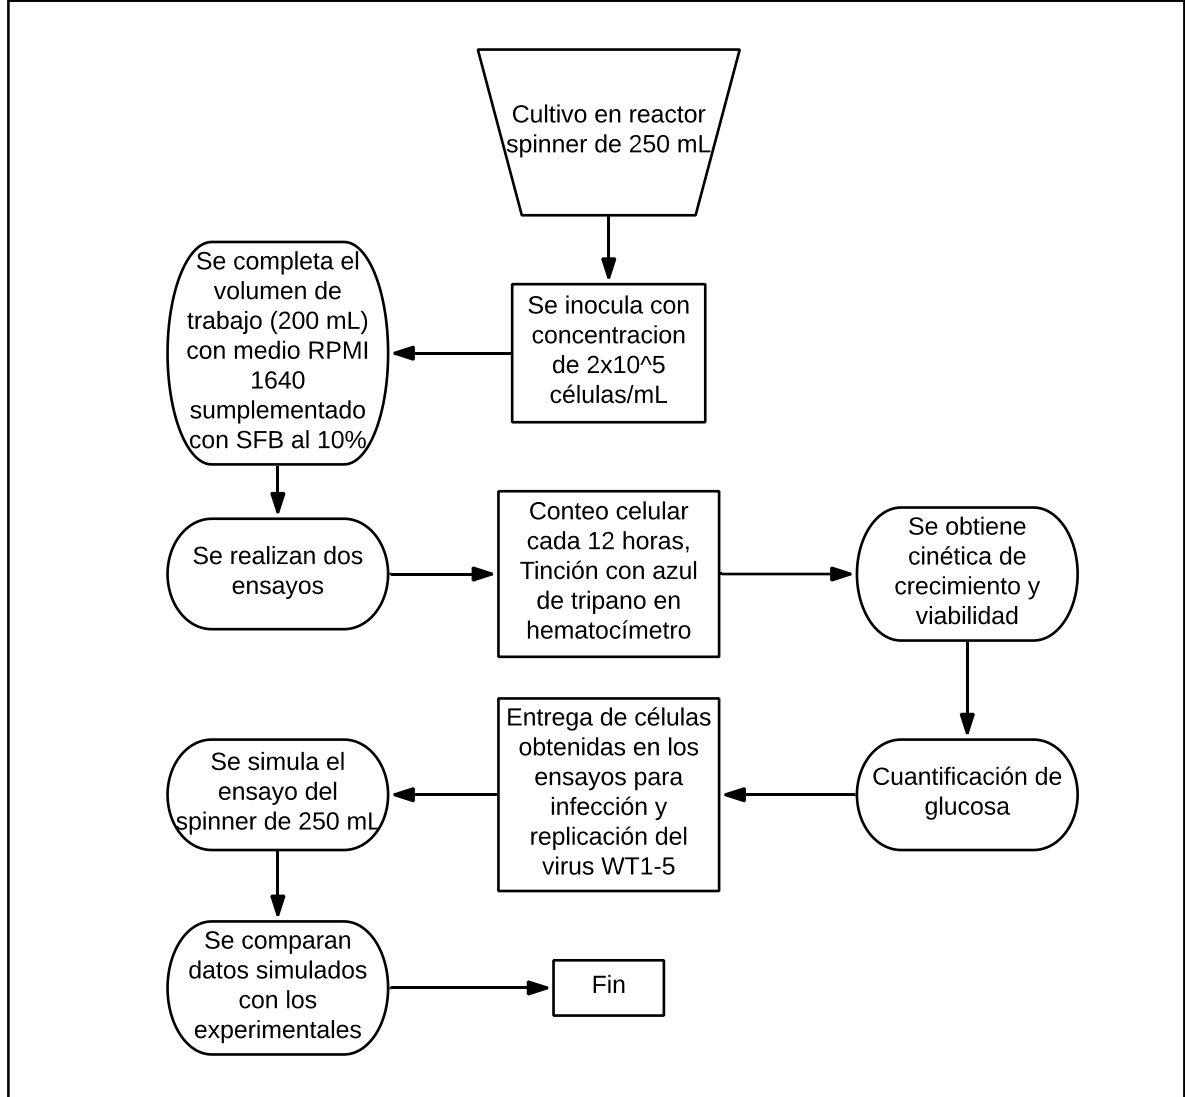 Cultivo en reactor
spinner de 250 mL
Se inocula con
concentracion
de 2x10^5
células/mL
Se completa el
volumen de
trabajo (200 mL)
con medio RPMI
1640
sumplementado
con SFB al 10%
Se realizan dos
ensayos
Conteo celular
cada 12 horas,
Tinción con azul
de tripano en
hematocímetro
Se obtiene
cinética de
crecimiento y
viabilidad
Cuantificación de
glucosa
Entrega de células
obtenidas en los
ensayos para
infección y
replicación del
virus WT1-5
Se simula el
ensayo del
spinner de 250 mL
Se comparan
datos simulados
con los
experimentales
Fin